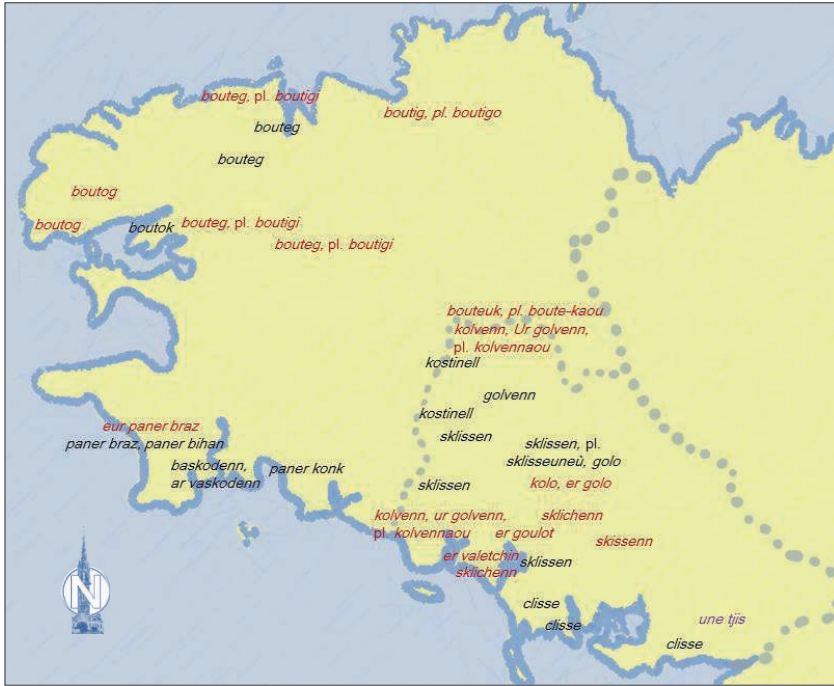 bouteg, pl. boutigi
boutig, pl. boutigo
bouteg
bouteg
boutog
boutog
boutok
bouteg, pl. boutigi
bouteg, pl. boutigi
bouteuk, pl. boute-kaou
kolvenn, Ur golvenn,
pl. kolvennaou
kostinell
golvenn
kostinell
sklissen
sklissen, pl.
sklisseuneù, golo
eur paner braz
paner braz, paner bihan
baskodenn,
ar vaskodenn
paner konk
sklissen
kolo, er golo
kolvenn, ur golvenn,
pl. kolvennaou
sklichenn
er goulot
skissenn
er valetchin
sklichenn
sklissen
clisse
clisse
une tjis
clisse
N